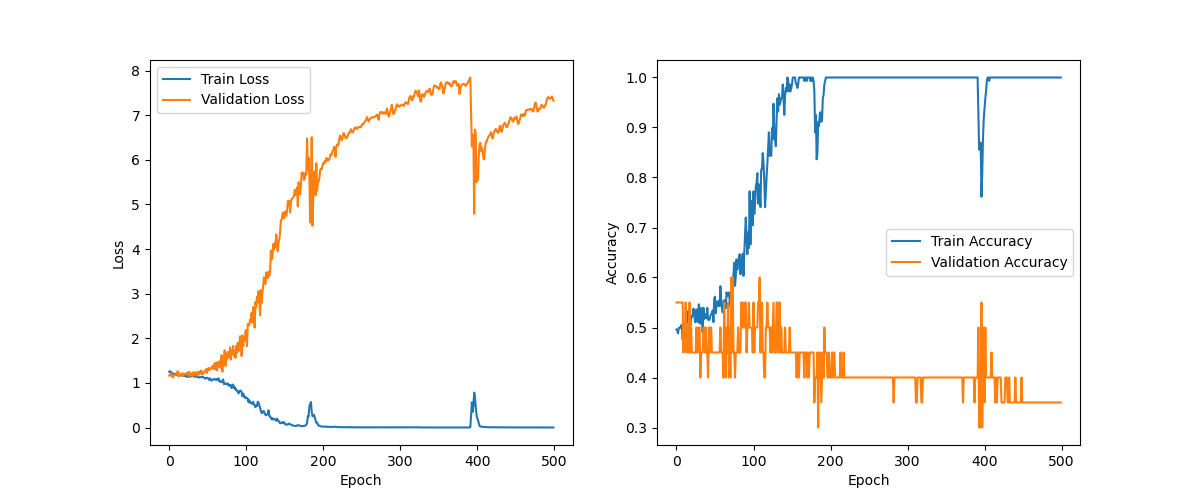 8
7
6
5
4
3
2
1
0
Loss
Train Loss
Validation Loss
0 100 200 300 400 500
Epoch
1.0
0.9
0.8
0.7
0.6
0.5
0.4
0.3
Accuracy
Train Accuracy
Validation Accuracy
0 100 200 300 400 500
Epoch